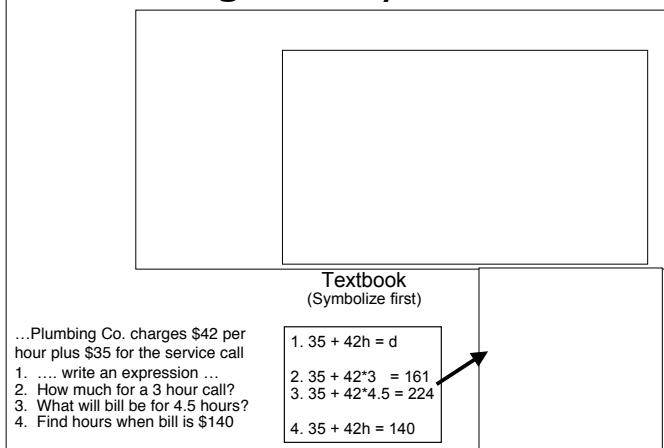 Textbook
(Symbolize first)
…Plumbing Co. charges $42 per
hour plus $35 for the service call
1. …. write an expression …
2. How much for a 3 hour call?
3. What will bill be for 4.5 hours?
4. Find hours when bill is $140
1. 35 + 42h = d
2. 35 + 42*3 = 161
3. 35 + 42*4.5 = 224
4. 35 + 42h = 140